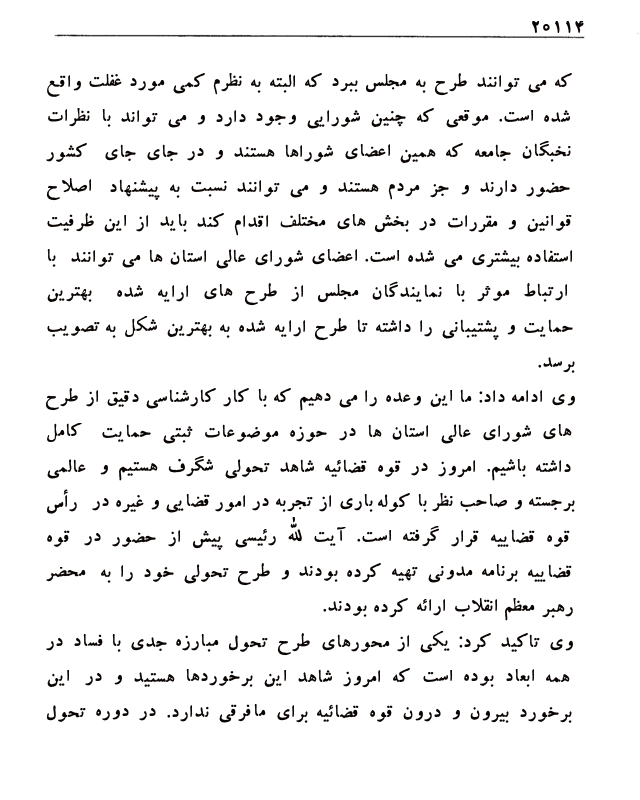 ۲۰۱۱۴
که می توانند طرح به مجلس ببرد که البته به نظرم کمی مورد غفلت واقع
شده است. موقعی که چنین شورایی وجود دارد و می تواند با نظرات
نخبگان جامعه که همین اعضای شوراها هستند و در جای جای کشور
حضور دارند و جز مردم هستند و می توانند نسبت به پیشنهاد اصلاح
قوانین و مقررات در بخش های مختلف اقدام کند باید از این ظرفیت
استفاده بیشتری می شده است. اعضای شورای عالی استان ها می توانند با
ارتباط موثر با نمایندگان مجلس از طرح های ارایه شده بهترین
حمایت و پشتیبانی را داشته تا طرح ارایه شده به بهترین شکل به تصویب
برسد.
وی ادامه داد: ما این وعده را می دهیم که با کار کارشناسی دقیق از طرح
های شورای عالی استان ها در حوزه موضوعات ثبتی حمایت کامل
داشته باشیم. امروز در قوه قضائیه شاهد تحولی شگرف هستیم و عالمی
برجسته و صاحب نظر با کوله باری از تجربه در امور قضایی و غیره در رأس
قوه قضاییه قرار گرفته است. آیت لله رئیسی پیش از حضور در قوه
قضاییه برنامه مدونی تهیه کرده بودند و طرح تحولی خود را به محضر
رهبر معظم انقلاب ارائه کرده بودند.
وی تاکید کرد: یکی از محورهای طرح تحول مبارزه جدی با فساد در
همه ابعاد بوده است که امروز شاهد این برخوردها هستید و در این
برخورد بیرون و درون قوه قضائیه برای ما فرقی ندارد. در دوره تحول